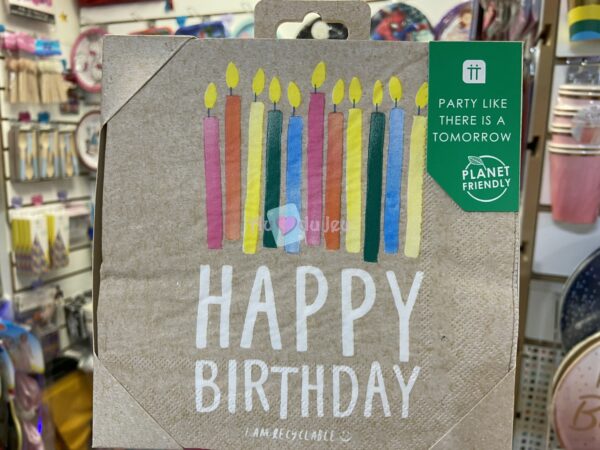 PARTY LIKE
THERE IS A
TOMORROW
PLANET
FRIENDLY
HAPPY
BIRTHDAY
I AM RECYCLABLE